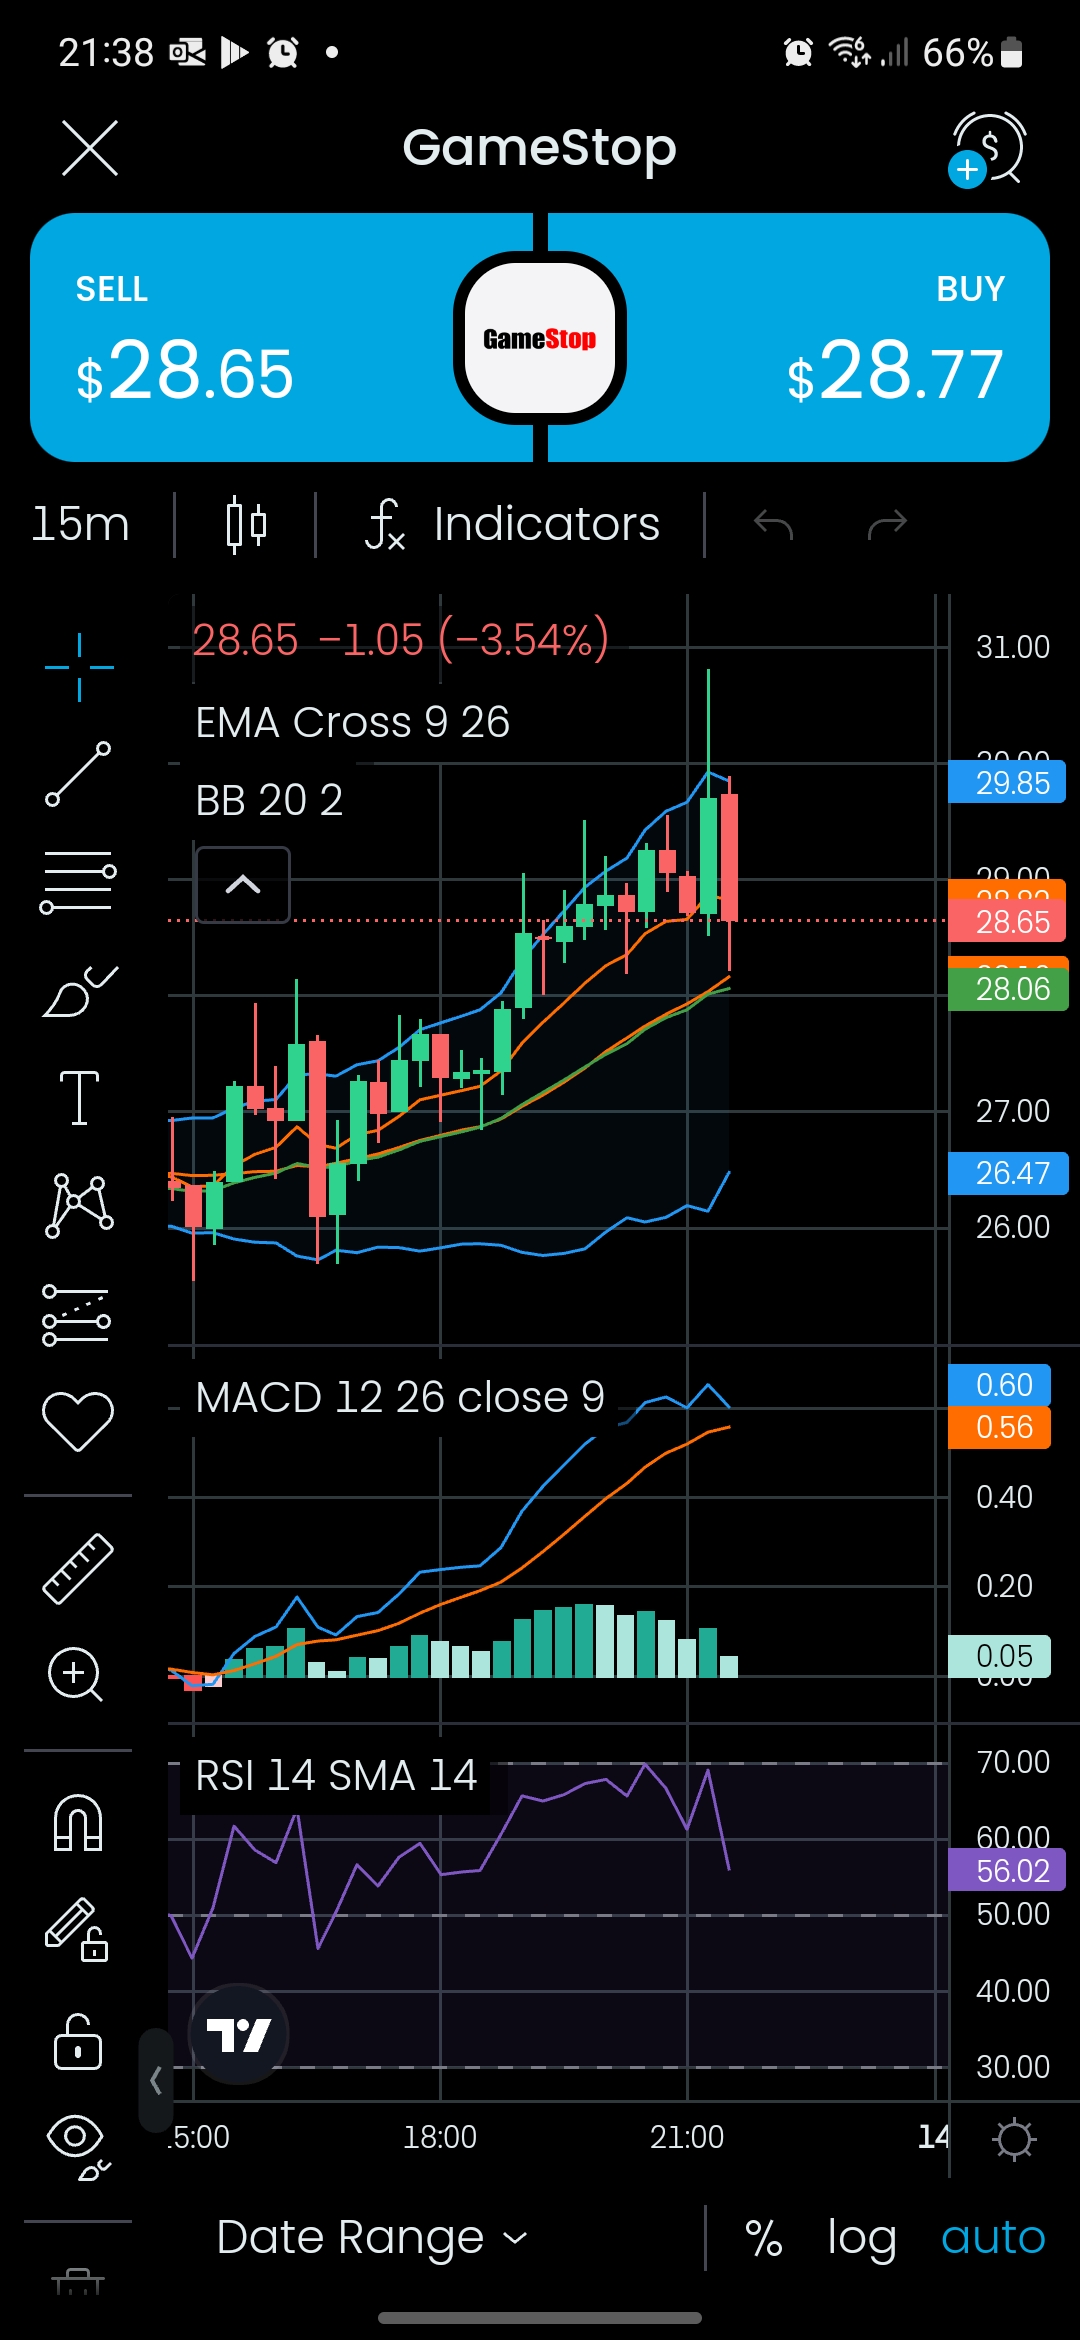 21:38 66%
GameStop
SELL BUY
GameStop
$28.65 $28.77
15m Indicators
28.65 −1.05 (−3.54%)
31.00
EMA Cross 9 26
29.85
BB 20 2
29.00
28.65
28.06
27.00
26.47
26.00
MACD 12 26 close 9
0.60
0.56
0.40
0.20
0.05
0.00
RSI 14 SMA 14
70.00
60.00
56.02
50.00
40.00
30.00
15:00 18:00 21:00 14
Date Range % log auto